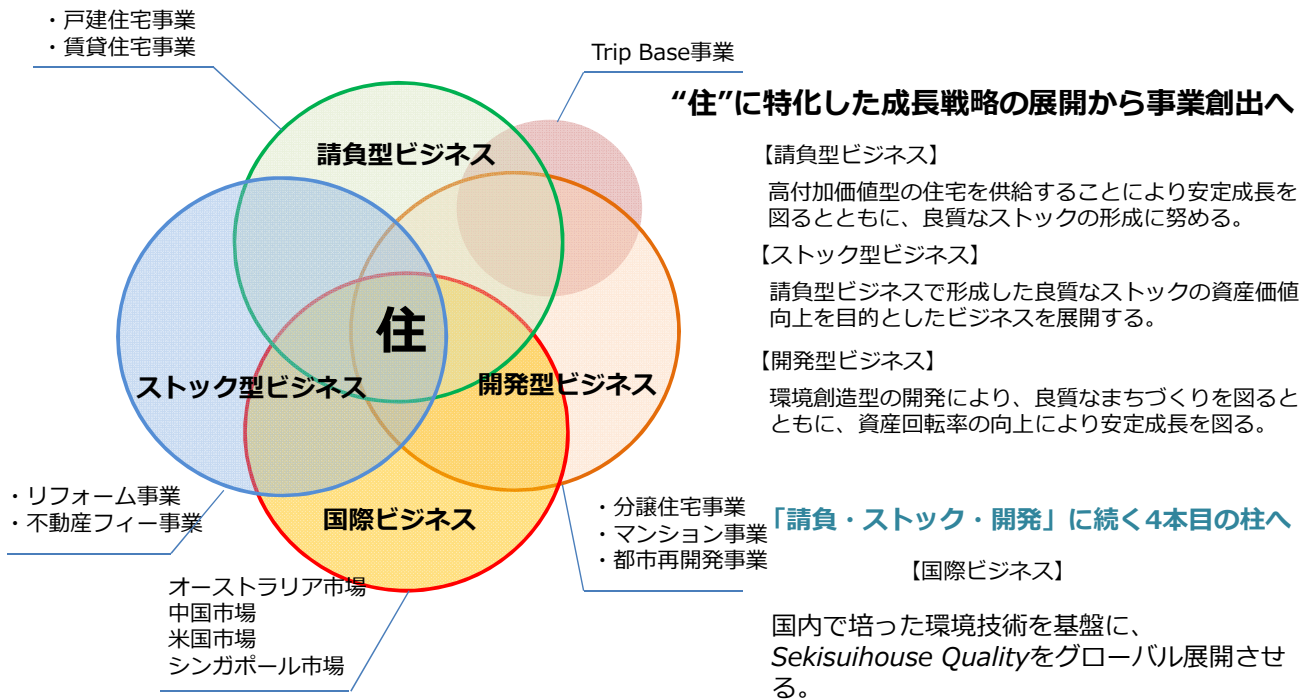 ・戸建住宅事業
・賃貸住宅事業
Trip Base事業
“住”に特化した成長戦略の展開から事業創出へ
請負型ビジネス
【請負型ビジネス】
高付加価値型の住宅を供給することにより安定成長を
図るとともに、良質なストックの形成に努める。
【ストック型ビジネス】
請負型ビジネスで形成した良質なストックの資産価値
向上を目的としたビジネスを展開する。
住
【開発型ビジネス】
ストック型ビジネス
開発型ビジネス
環境創造型の開発により、良質なまちづくりを図ると
ともに、資産回転率の向上により安定成長を図る。
・リフォーム事業
・不動産フィー事業
国際ビジネス
・分譲住宅事業
・マンション事業
・都市再開発事業
「請負・ストック・開発」に続く4本目の柱へ
【国際ビジネス】
オーストラリア市場
中国市場
米国市場
シンガポール市場
国内で培った環境技術を基盤に、
Sekisuihouse Qualityをグローバル展開させ
る。